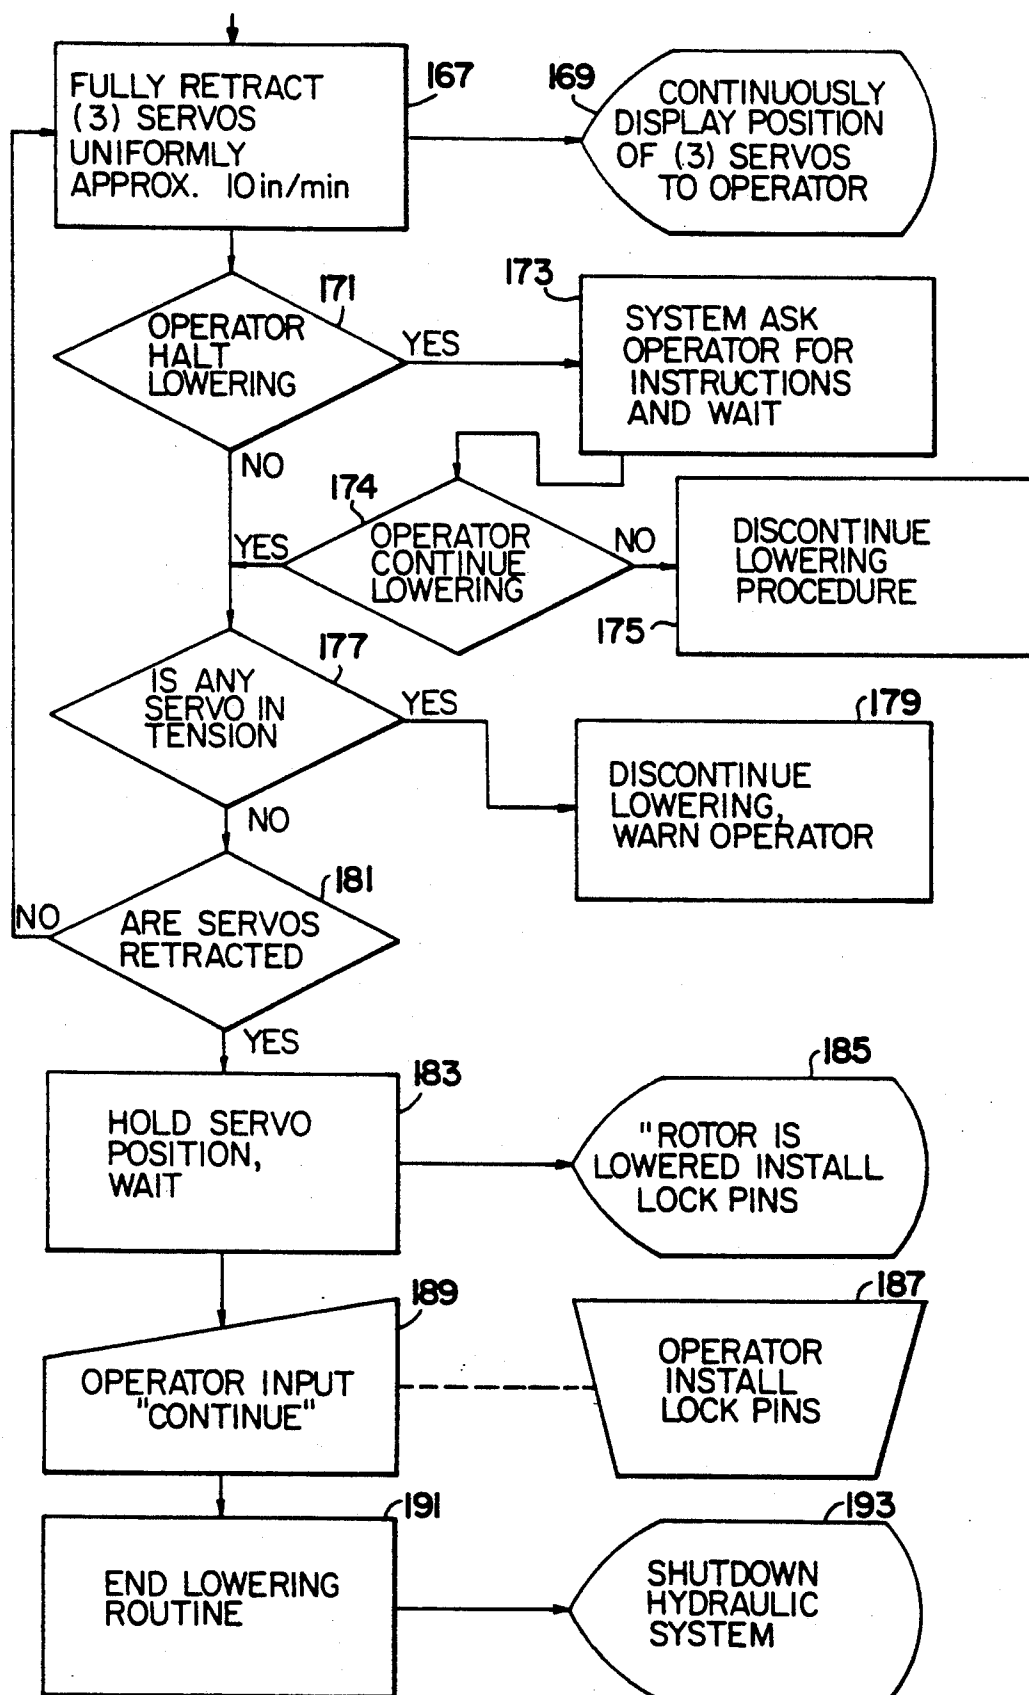 FULLY RETRACT
(3) SERVOS
UNIFORMLY
APPROX. 10in/min
167
169
CONTINUOUSLY
DISPLAY POSITION
OF (3) SERVOS
TO OPERATOR
171
OPERATOR
HALT
LOWERING
YES
NO
173
SYSTEM ASK
OPERATOR FOR
INSTRUCTIONS
AND WAIT
174
OPERATOR
CONTINUE
LOWERING
YES
NO
DISCONTINUE
LOWERING
PROCEDURE
175
177
IS ANY
SERVO IN
TENSION
YES
NO
179
DISCONTINUE
LOWERING,
WARN OPERATOR
181
ARE SERVOS
RETRACTED
NO
YES
183
HOLD SERVO
POSITION,
WAIT
185
"ROTOR IS
LOWERED INSTALL
LOCK PINS
189
OPERATOR INPUT
"CONTINUE"
187
OPERATOR
INSTALL
LOCK PINS
191
END LOWERING
ROUTINE
193
SHUTDOWN
HYDRAULIC
SYSTEM